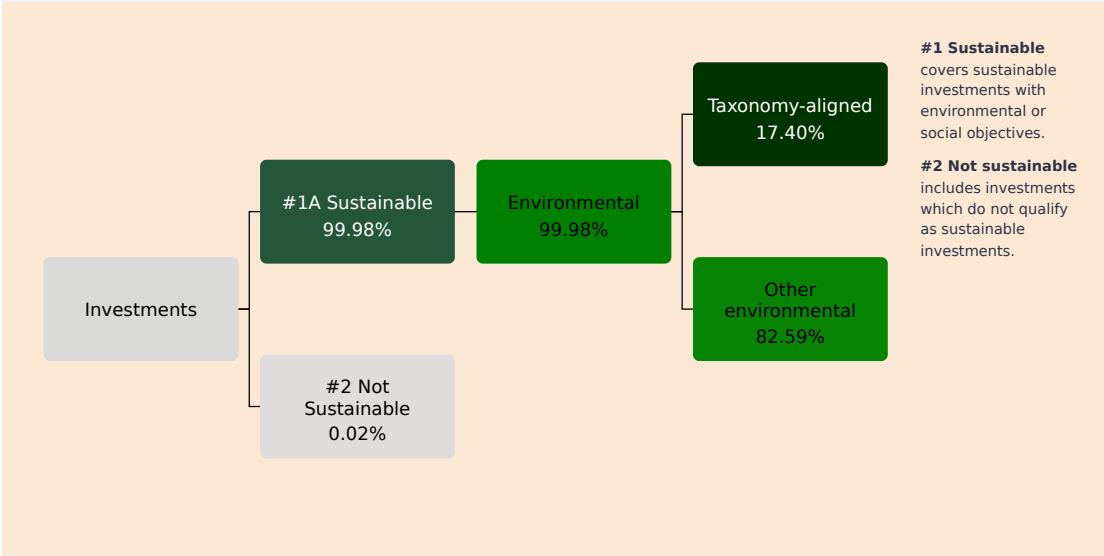 Investments
#1A Sustainable
99.98%
#2 Not
Sustainable
0.02%
Environmental
99.98%
Taxonomy-aligned
17.40%
Other
environmental
82.59%
#1 Sustainable
covers sustainable
investments with
environmental or
social objectives.
#2 Not sustainable
includes investments
which do not qualify
as sustainable
investments.